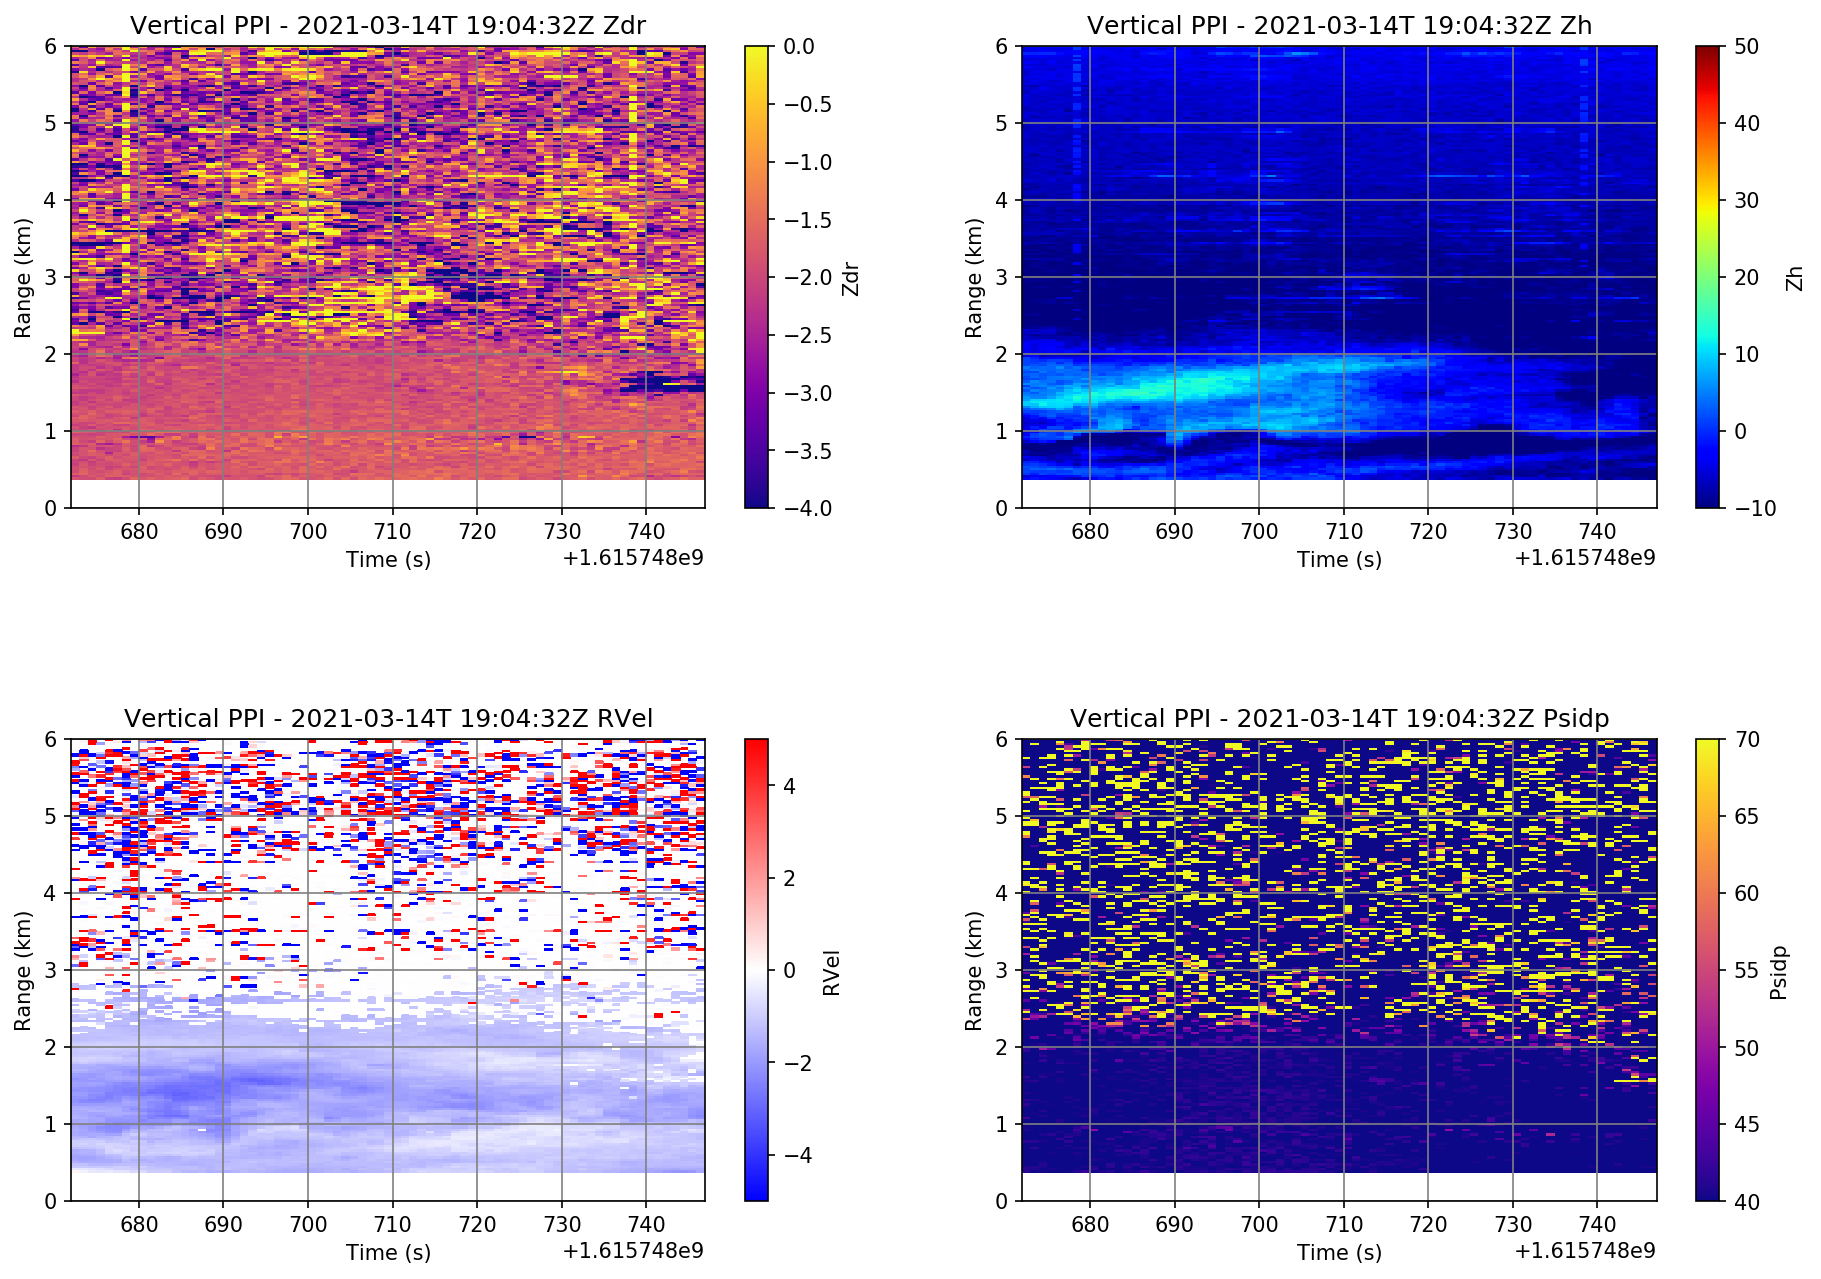 Vertical PPI - 2021-03-14T 19:04:32Z Zdr
6
5
4
3
2
1
0
Range (km)
680 690 700 710 720 730 740
Time (s)
+1.615748e9
0.0
−0.5
−1.0
−1.5
−2.0
−2.5
−3.0
−3.5
−4.0
Zdr
Vertical PPI - 2021-03-14T 19:04:32Z Zh
6
5
4
3
2
1
0
Range (km)
680 690 700 710 720 730 740
Time (s)
+1.615748e9
50
40
30
20
10
0
−10
Zh
Vertical PPI - 2021-03-14T 19:04:32Z RVel
6
5
4
3
2
1
0
Range (km)
680 690 700 710 720 730 740
Time (s)
+1.615748e9
4
2
0
−2
−4
RVel
Vertical PPI - 2021-03-14T 19:04:32Z Psidp
6
5
4
3
2
1
0
Range (km)
680 690 700 710 720 730 740
Time (s)
+1.615748e9
70
65
60
55
50
45
40
Psidp